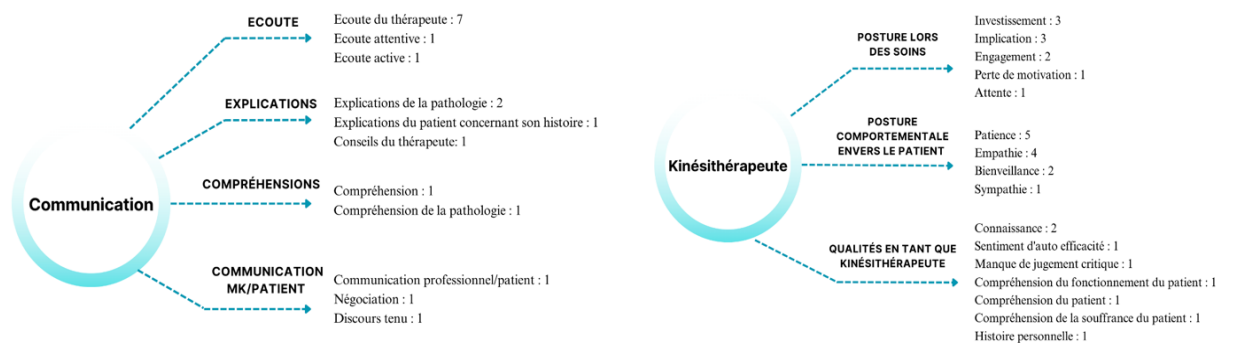 ECOUTE
Ecoute du thérapeute : 7
Ecoute attentive : 1
Ecoute active : 1
EXPLICATIONS
Explications de la pathologie : 2
Explications du patient concernant son histoire : 1
Conseils du thérapeute: 1
COMPRÉHENSIONS
Compréhension : 1
Compréhension de la pathologie : 1
Communication
COMMUNICATION
MK/PATIENT
Communication professionnel/patient : 1
Négociation : 1
Discours tenu : 1
POSTURE LORS
DES SOINS
Investissement : 3
Implication : 3
Engagement : 2
Perte de motivation : 1
Attente : 1
POSTURE
COMPORTEMENTALE
ENVERS LE PATIENT
Patience : 5
Empathie : 4
Bienveillance : 2
Sympathie : 1
Kinésithérapeute
QUALITÉS EN TANT QUE
KINÉSITHÉRAPEUTE
Connaissance : 2
Sentiment d'auto efficacité : 1
Manque de jugement critique : 1
Compréhension du fonctionnement du patient : 1
Compréhension du patient : 1
Compréhension de la souffrance du patient : 1
Histoire personnelle : 1